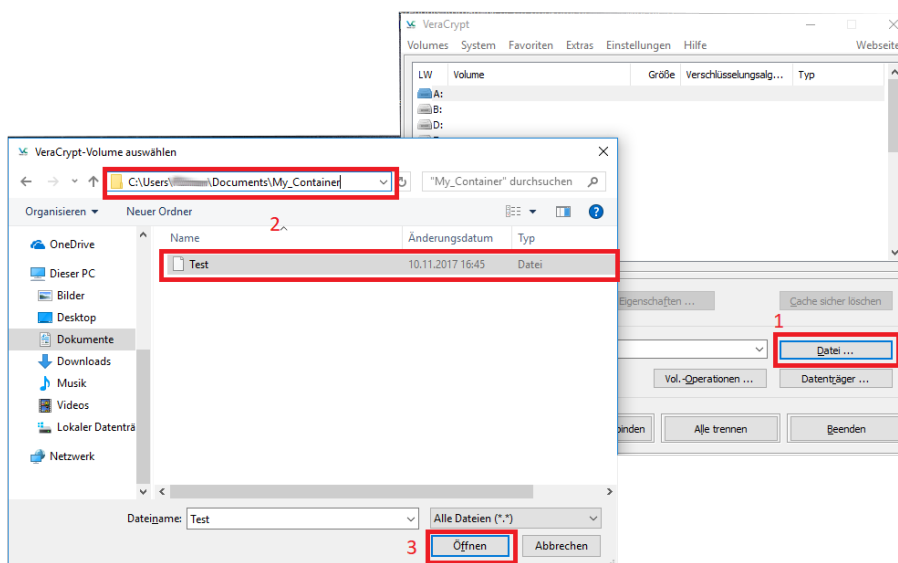 VeraCrypt
Volumes System Favoriten Extras Einstellungen Hilfe Webseite
LW Volume Größe Verschlüsselungsalg... Typ
A:
B:
D:
VeraCrypt-Volume auswählen
C:\Users\ \Documents\My_Container
"My_Container" durchsuchen
Organisieren Neuer Ordner
2
Name Änderungsdatum Typ
Test 10.11.2017 16:45 Datei
OneDrive
Dieser PC
Bilder
Desktop
Dokumente
Downloads
Musik
Videos
Lokaler Datenträ
Netzwerk
Dateiname: Test
Alle Dateien (*.*)
3 Öffnen Abbrechen
Eigenschaften ... Cache sicher löschen
1
Datei ...
Vol.-Operationen ... Datenträger ...
binden Alle trennen Beenden